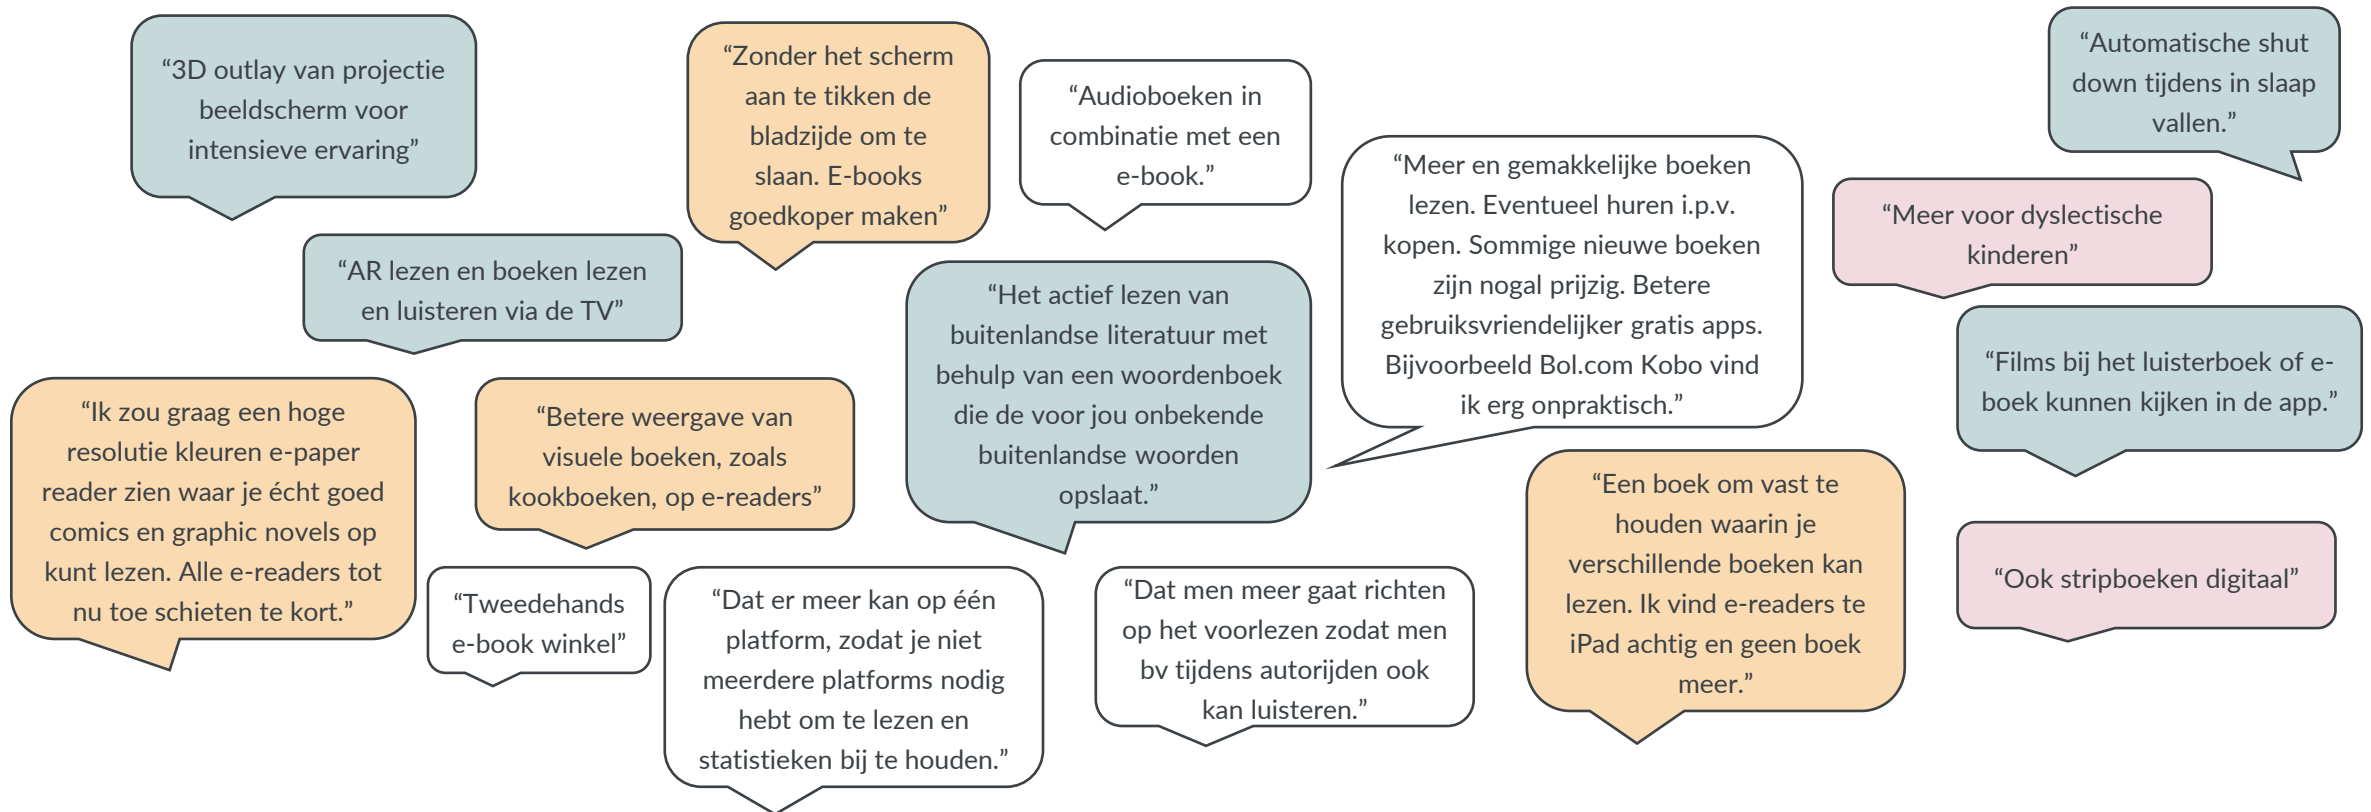 “3D outlay van projectie
beeldscherm voor
intensieve ervaring”
“Zonder het scherm
aan te tikken de
bladzijde om te
slaan. E-books
goedkoper maken”
“Audioboeken in
combinatie met een
e-book.”
“Automatische shut
down tijdens in slaap
vallen.”
“Meer en gemakkelijke boeken
lezen. Eventueel huren i.p.v.
kopen. Sommige nieuwe boeken
zijn nogal prijzig. Betere
gebruiksvriendelijker gratis apps.
Bijvoorbeeld Bol.com Kobo vind
ik erg onpraktisch.”
“Meer voor dyslectische
kinderen”
“AR lezen en boeken lezen
en luisteren via de TV”
“Het actief lezen van
buitenlandse literatuur met
behulp van een woordenboek
die de voor jou onbekende
buitenlandse woorden
opslaat.”
“Films bij het luisterboek of e-
boek kunnen kijken in de app.”
“Ik zou graag een hoge
resolutie kleuren e-paper
reader zien waar je écht goed
comics en graphic novels op
kunt lezen. Alle e-readers tot
nu toe schieten te kort.”
“Betere weergave van
visuele boeken, zoals
kookboeken, op e-readers”
“Een boek om vast te
houden waarin je
verschillende boeken kan
lezen. Ik vind e-readers te
iPad achtig en geen boek
meer.”
“Ook stripboeken digitaal”
“Tweedehands
e-book winkel”
“Dat er meer kan op één
platform, zodat je niet
meerdere platforms nodig
hebt om te lezen en
statistieken bij te houden.”
“Dat men meer gaat richten
op het voorlezen zodat men
bv tijdens autorijden ook
kan luisteren.”